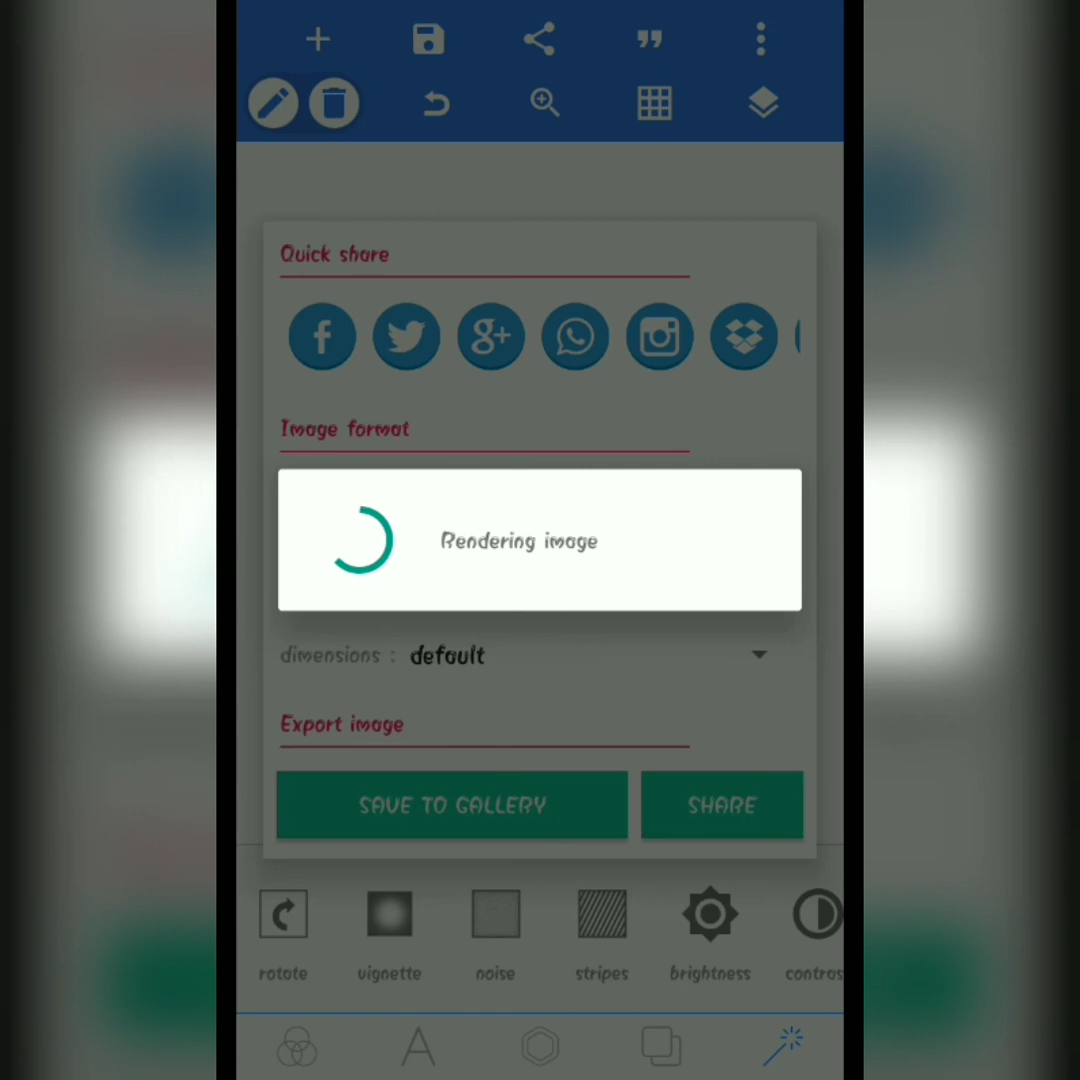 Quick share
Image format
Rendering image
dimensions : default
Export image
SAVE TO GALLERY SHARE
rotate vignette noise stripes brightness contras